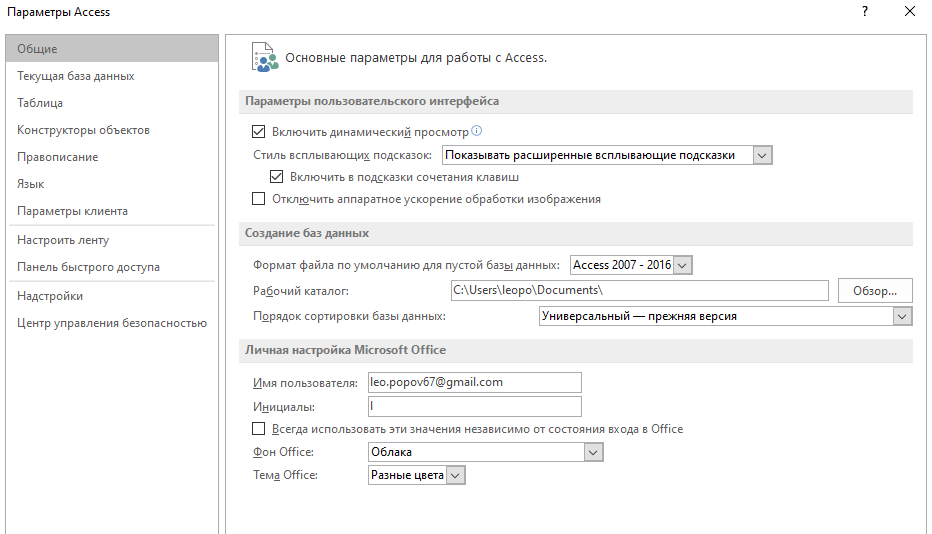 Параметры Access
?
Общие
Текущая база данных
Таблица
Конструкторы объектов
Правописание
Язык
Параметры клиента
Настроить ленту
Панель быстрого доступа
Надстройки
Центр управления безопасностью
Основные параметры для работы с Access.
Параметры пользовательского интерфейса
Включить динамический просмотр
Стиль всплывающих подсказок: Показывать расширенные всплывающие подсказки
Включить в подсказки сочетания клавиш
Отключить аппаратное ускорение обработки изображения
Создание баз данных
Формат файла по умолчанию для пустой базы данных: Access 2007 - 2016
Рабочий каталог: C:\Users\leopo\Documents\ Обзор...
Порядок сортировки базы данных: Универсальный — прежняя версия
Личная настройка Microsoft Office
Имя пользователя: leo.popov67@gmail.com
Инициалы: l
Всегда использовать эти значения независимо от состояния входа в Office
Фон Office: Облака
Тема Office: Разные цвета